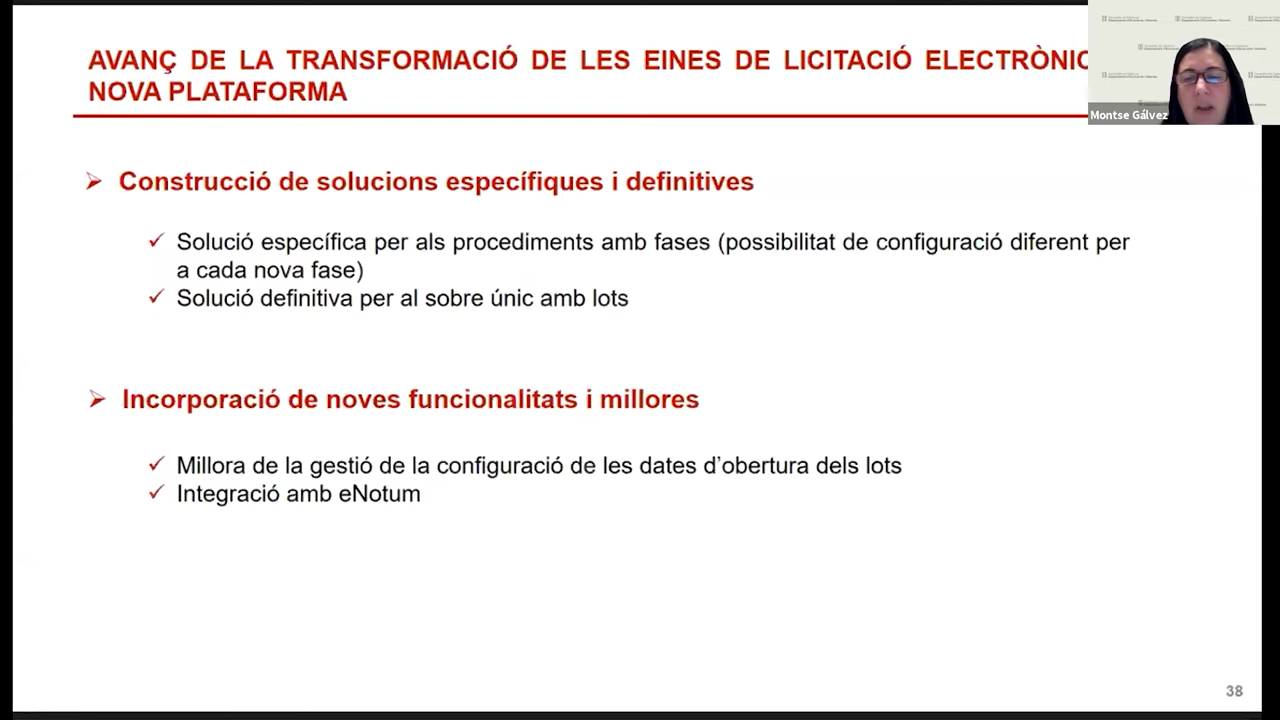 AVANÇ DE LA TRANSFORMACIÓ DE LES EINES DE LICITACIÓ
NOVA PLATAFORMA
Montse Gálvez
➢ Construcció de solucions específiques i definitives
✓ Solució específica per als procediments amb fases (possibilitat de configuració diferent per
a cada nova fase)
✓ Solució definitiva per al sobre únic amb lots
➢ Incorporació de noves funcionalitats i millores
✓ Millora de la gestió de la configuració de les dates d’obertura dels lots
✓ Integració amb eNotum
38